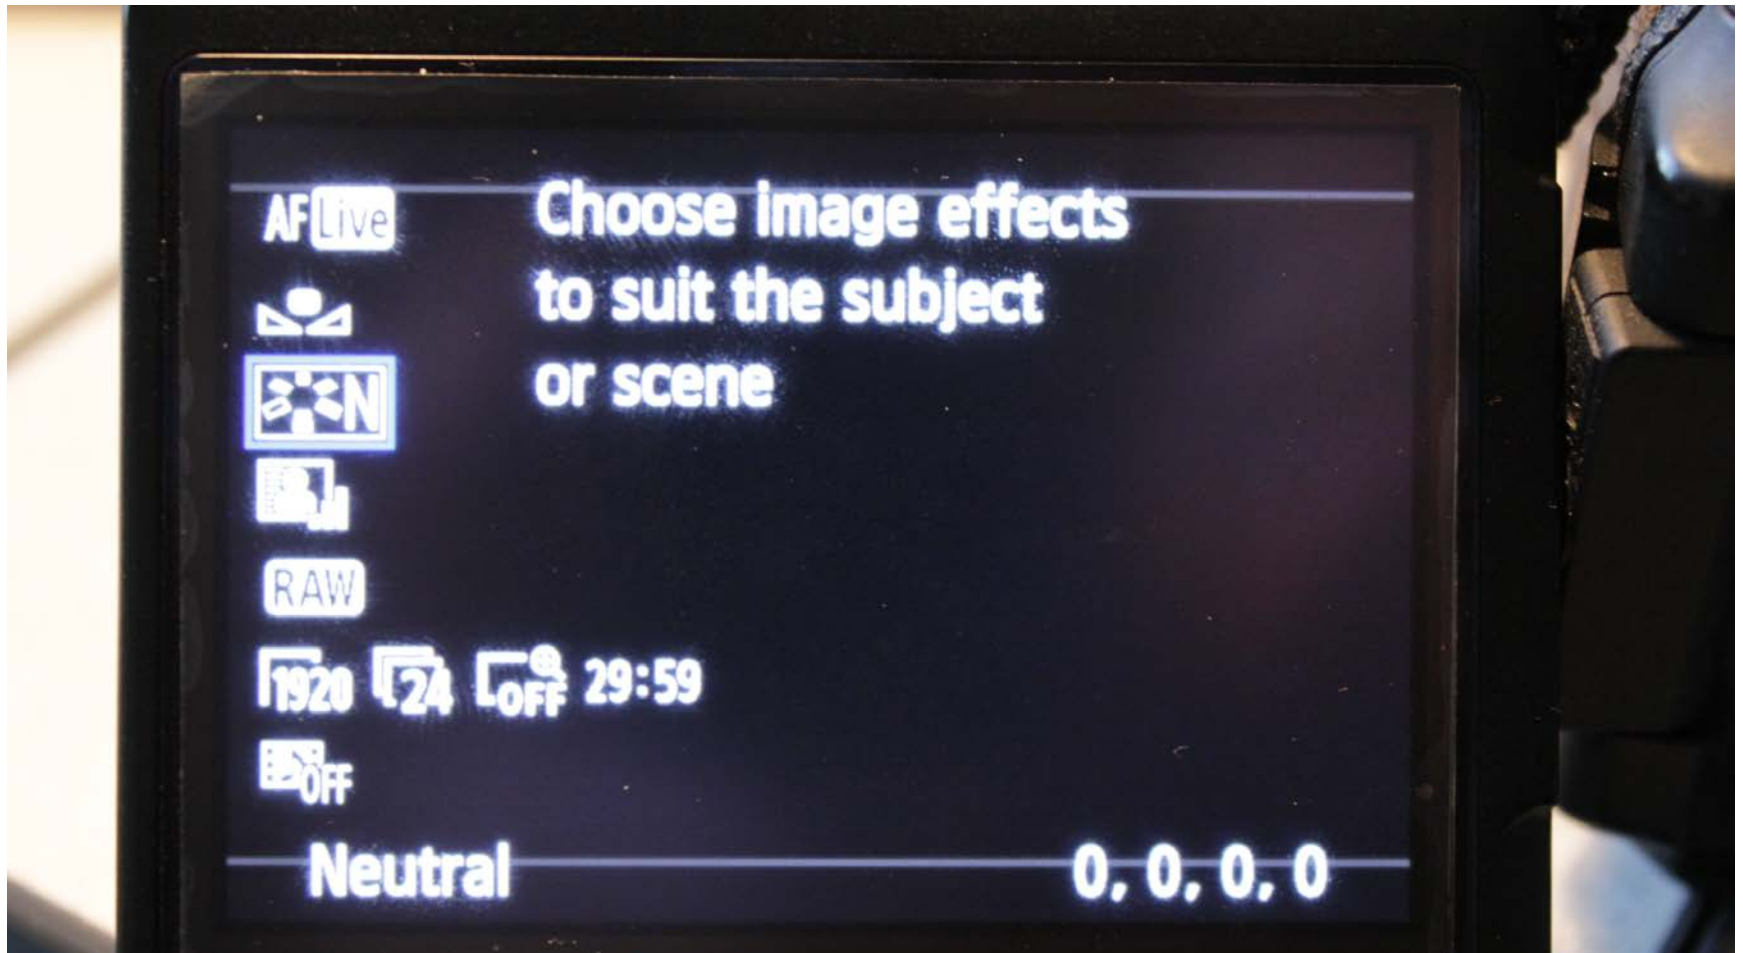 AF Live
Choose image effects
to suit the subject
or scene
N
RAW
1920 24 OFF 29:59
OFF
Neutral 0, 0, 0, 0